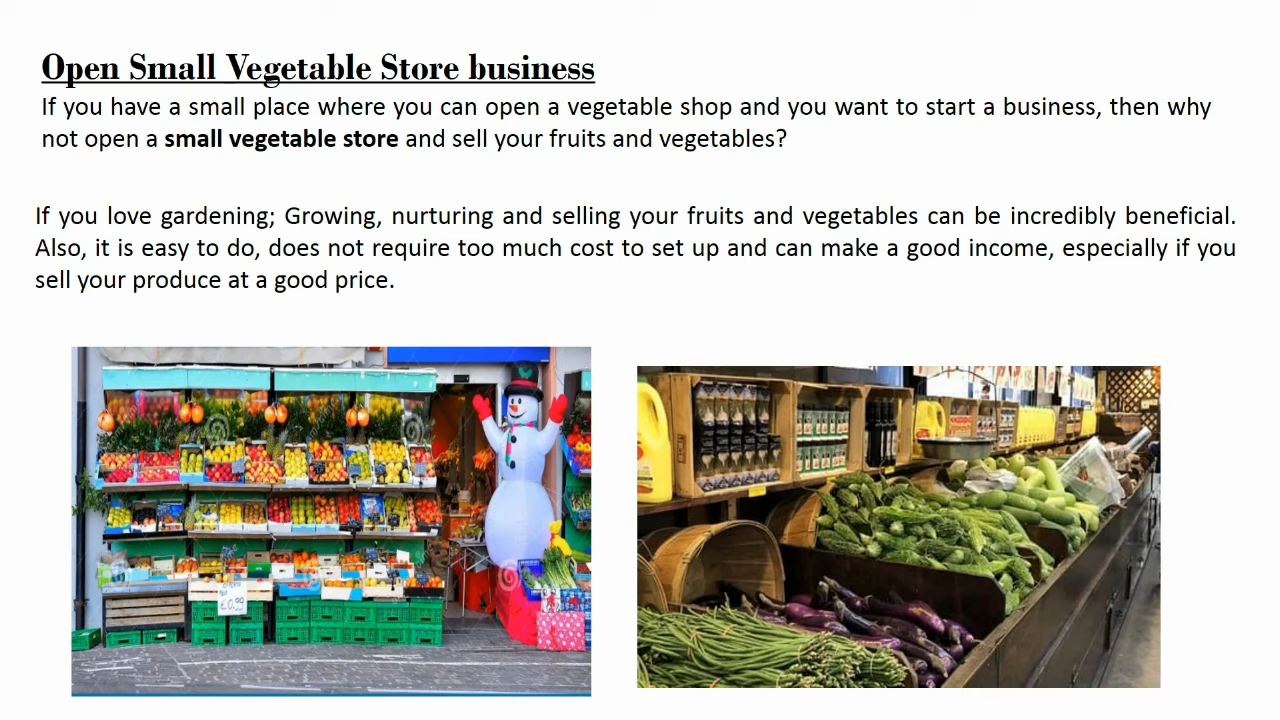 Open Small Vegetable Store business
If you have a small place where you can open a vegetable shop and you want to start a business, then why
not open a small vegetable store and sell your fruits and vegetables?
If you love gardening; Growing, nurturing and selling your fruits and vegetables can be incredibly beneficial.
Also, it is easy to do, does not require too much cost to set up and can make a good income, especially if you
sell your produce at a good price.